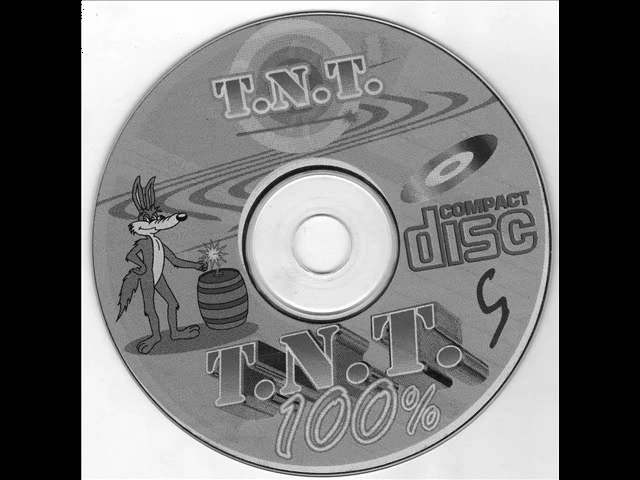 T.N.T.
COMPACT
disc
T.N.T.
100%